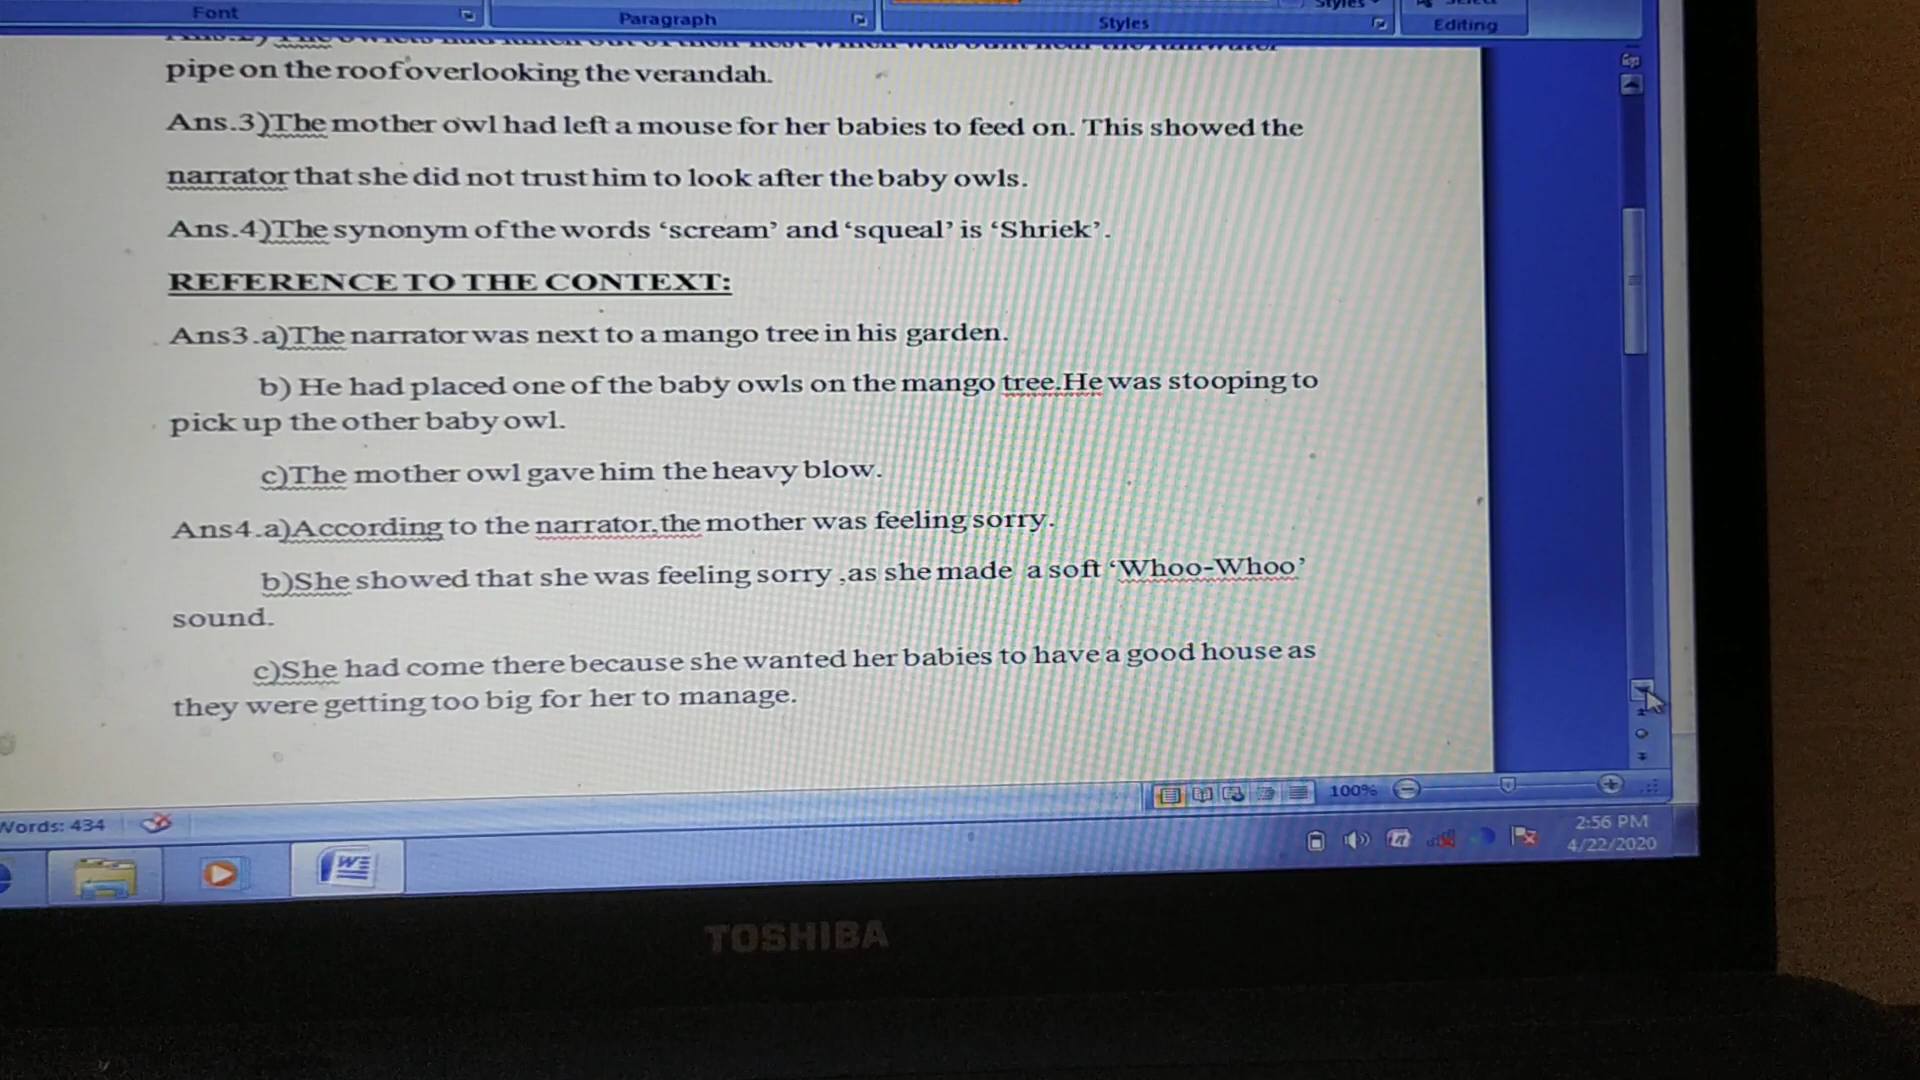 Font
Paragraph
Styles
Styles
Editing
pipe on the roof overlooking the verandah.
Ans.3)The mother owl had left a mouse for her babies to feed on. This showed the
narrator that she did not trust him to look after the baby owls.
Ans.4)The synonym of the words ‘scream’ and ‘squeal’ is ‘Shriek’.
REFERENCE TO THE CONTEXT:
Ans3.a)The narrator was next to a mango tree in his garden.
b) He had placed one of the baby owls on the mango tree.He was stooping to
pick up the other baby owl.
c)The mother owl gave him the heavy blow.
Ans4.a)According to the narrator,the mother was feeling sorry.
b)She showed that she was feeling sorry ,as she made a soft ‘Whoo-Whoo’
sound.
c)She had come there because she wanted her babies to have a good house as
they were getting too big for her to manage.
Words: 434
100%
2:56 PM
4/22/2020
TOSHIBA